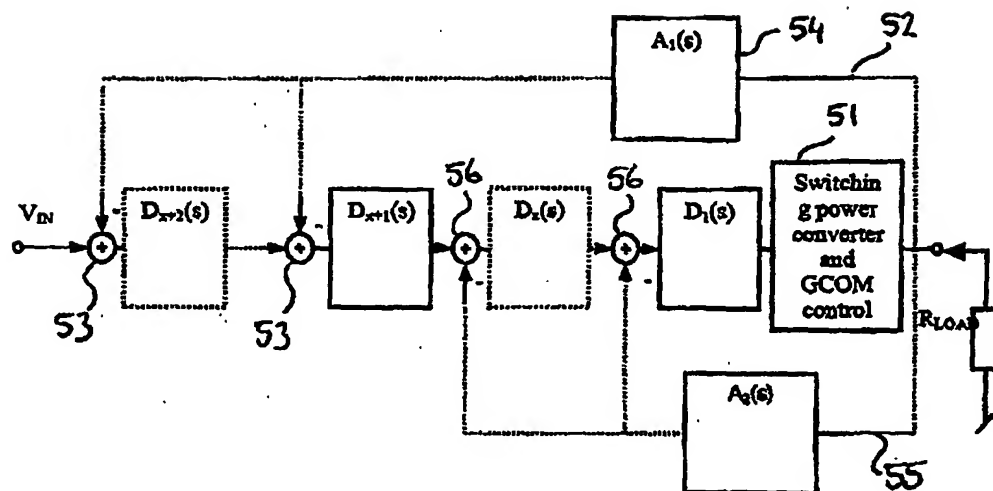 A₁(s)
54
52
51
56
56
V_IN
D_x+2(s)
D_x+1(s)
D_x(s)
D₁(s)
Switchin
g power
converter
and
GCOM
control
53
53
R_LOAD
A₂(s)
55
-
-
-
-
+
+
+
+